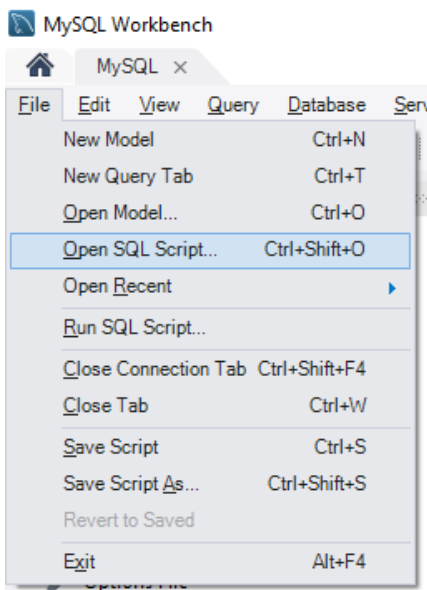 MySQL Workbench
MySQL ×
File Edit View Query Database Serv
New Model Ctrl+N
New Query Tab Ctrl+T
Open Model... Ctrl+O
Open SQL Script... Ctrl+Shift+O
Open Recent
Run SQL Script...
Close Connection Tab Ctrl+Shift+F4
Close Tab Ctrl+W
Save Script Ctrl+S
Save Script As... Ctrl+Shift+S
Revert to Saved
Exit Alt+F4
Options File